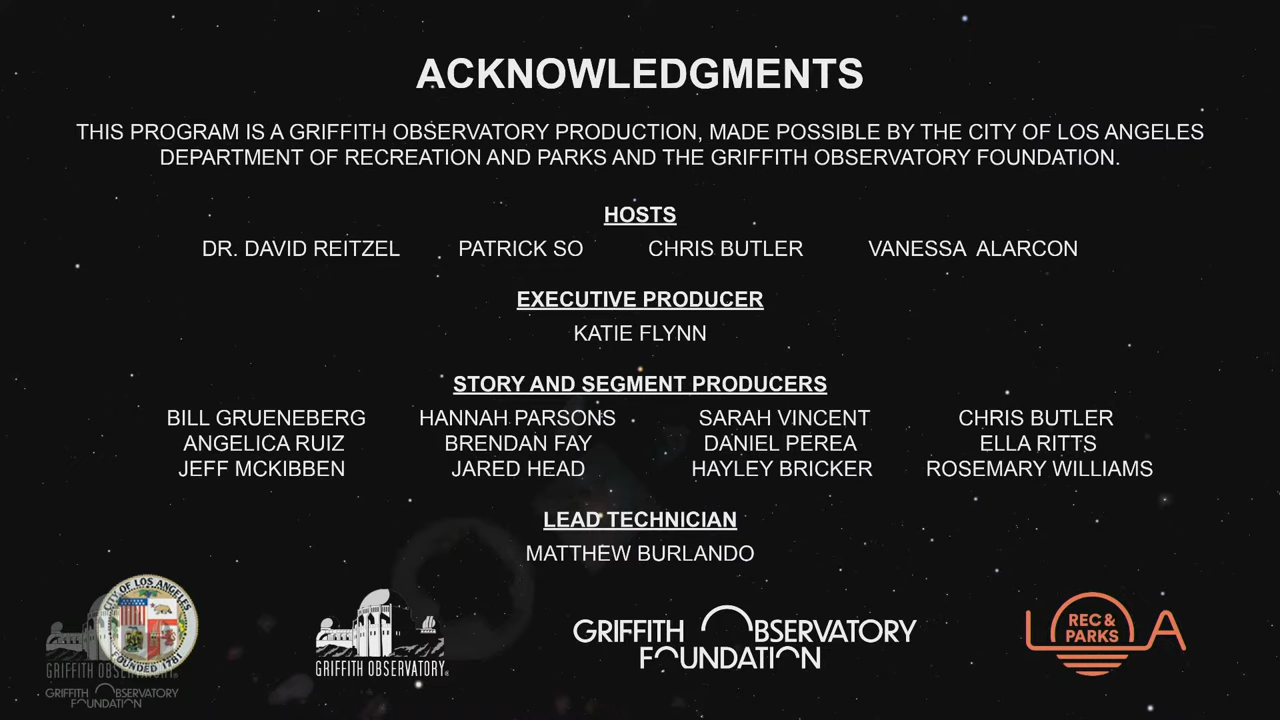 ACKNOWLEDGMENTS
THIS PROGRAM IS A GRIFFITH OBSERVATORY PRODUCTION, MADE POSSIBLE BY THE CITY OF LOS ANGELES
DEPARTMENT OF RECREATION AND PARKS AND THE GRIFFITH OBSERVATORY FOUNDATION.
HOSTS
DR. DAVID REITZEL PATRICK SO CHRIS BUTLER VANESSA ALARCON
EXECUTIVE PRODUCER
KATIE FLYNN
STORY AND SEGMENT PRODUCERS
BILL GRUENEBERG HANNAH PARSONS SARAH VINCENT CHRIS BUTLER
ANGELICA RUIZ BRENDAN FAY DANIEL PEREA ELLA RITTS
JEFF MCKIBBEN JARED HEAD HAYLEY BRICKER ROSEMARY WILLIAMS
LEAD TECHNICIAN
MATTHEW BURLANDO
CITY OF LOS ANGELES
FOUNDED 1781
GRIFFITH OBSERVATORY
GRIFFITH OBSERVATORY
FOUNDATION
GRIFFITH OBSERVATORY®
GRIFFITH OBSERVATORY
FOUNDATION
LA
REC &
PARKS